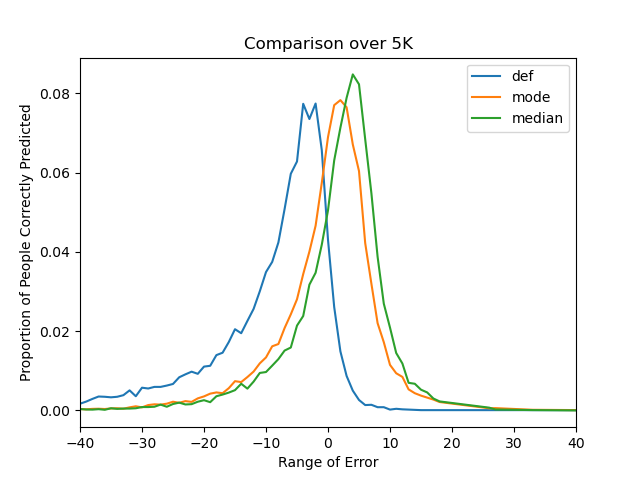 Comparison over 5K
def
mode
median
Proportion of People Correctly Predicted
0.08
0.06
0.04
0.02
0.00
−40 −30 −20 −10 0 10 20 30 40
Range of Error